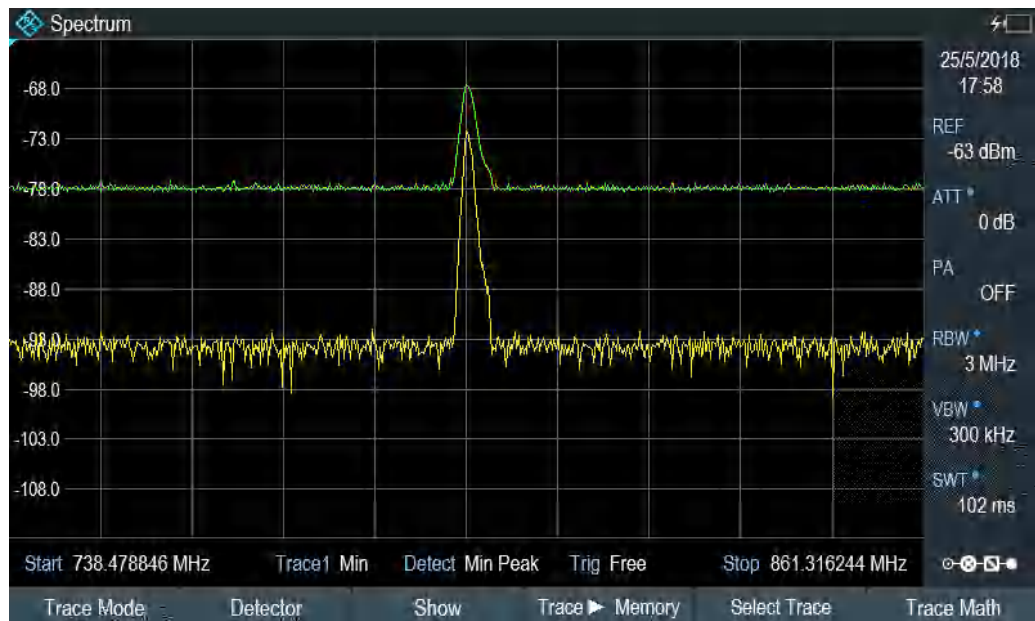 Spectrum
25/5/2018
17:58
-68.0
-73.0
-78.0
-83.0
-88.0
-93.0
-98.0
-103.0
-108.0
REF
-63 dBm
ATT
0 dB
PA
OFF
RBW
3 MHz
VBW
300 kHz
SWT
102 ms
Start 738.478846 MHz Trace1 Min Detect Min Peak Trig Free Stop 861.316244 MHz
Trace Mode Detector Show Trace ► Memory Select Trace Trace Math